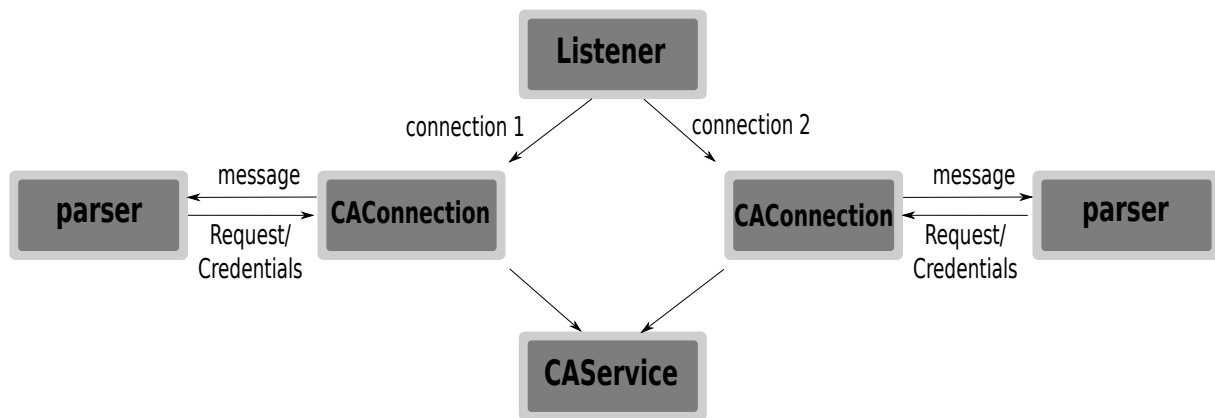 Listener
connection 1
connection 2
message
message
parser
CAConnection
CAConnection
parser
Request/
Credentials
Request/
Credentials
CAService